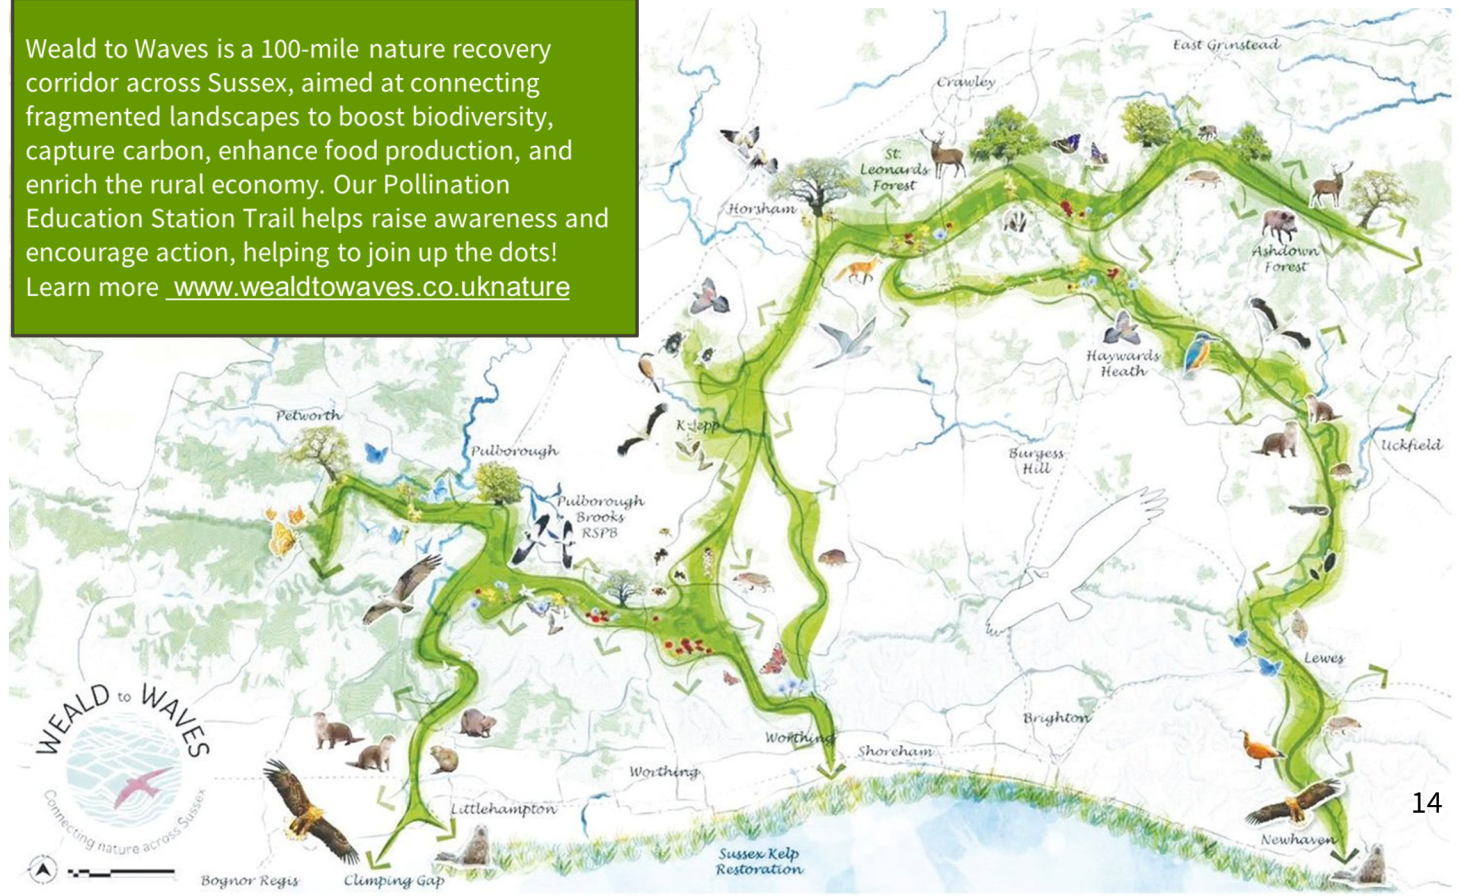 Weald to Waves is a 100-mile nature recovery
corridor across Sussex, aimed at connecting
fragmented landscapes to boost biodiversity,
capture carbon, enhance food production, and
enrich the rural economy. Our Pollination
Education Station Trail helps raise awareness and
encourage action, helping to join up the dots!
Learn more www.wealdtowaves.co.uknature
East Grinstead
Crawley
St.
Leonards
Forest
Horsham
Ashdown
Forest
Haywards
Heath
Petworth
Knepp
Uckfield
Pulborough
Burgess
Hill
Pulborough
Brooks
RSPB
Lewes
WEALD to WAVES
Connecting nature across Sussex
Brighton
Worthing
Shoreham
Worthing
Littlehampton
14
Newhaven
Sussex Kelp
Restoration
Bognor Regis
Climping Gap